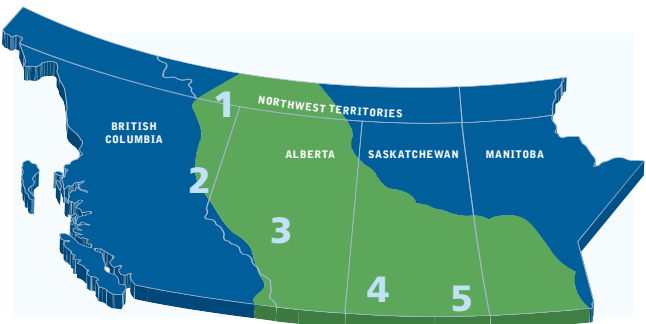 1
NORTHWEST TERRITORIES
BRITISH
COLUMBIA
ALBERTA
SASKATCHEWAN
MANITOBA
2
3
4
5